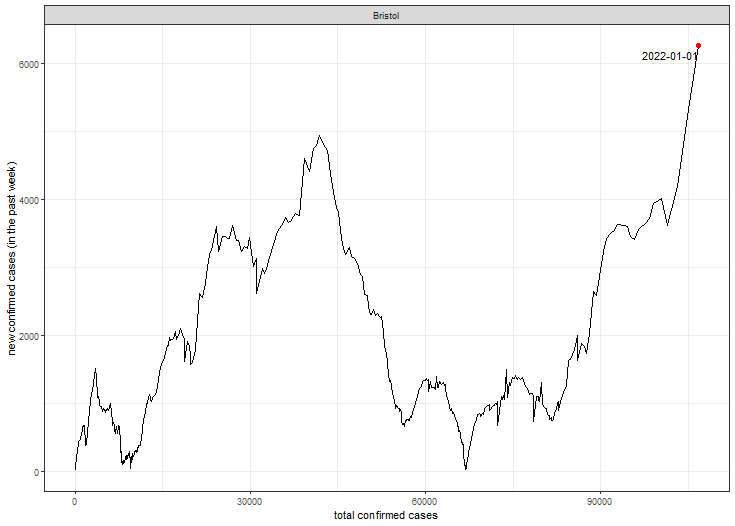 Bristol
2022-01-01
6000
4000
2000
0
new confirmed cases (in the past week)
0 30000 60000 90000
total confirmed cases